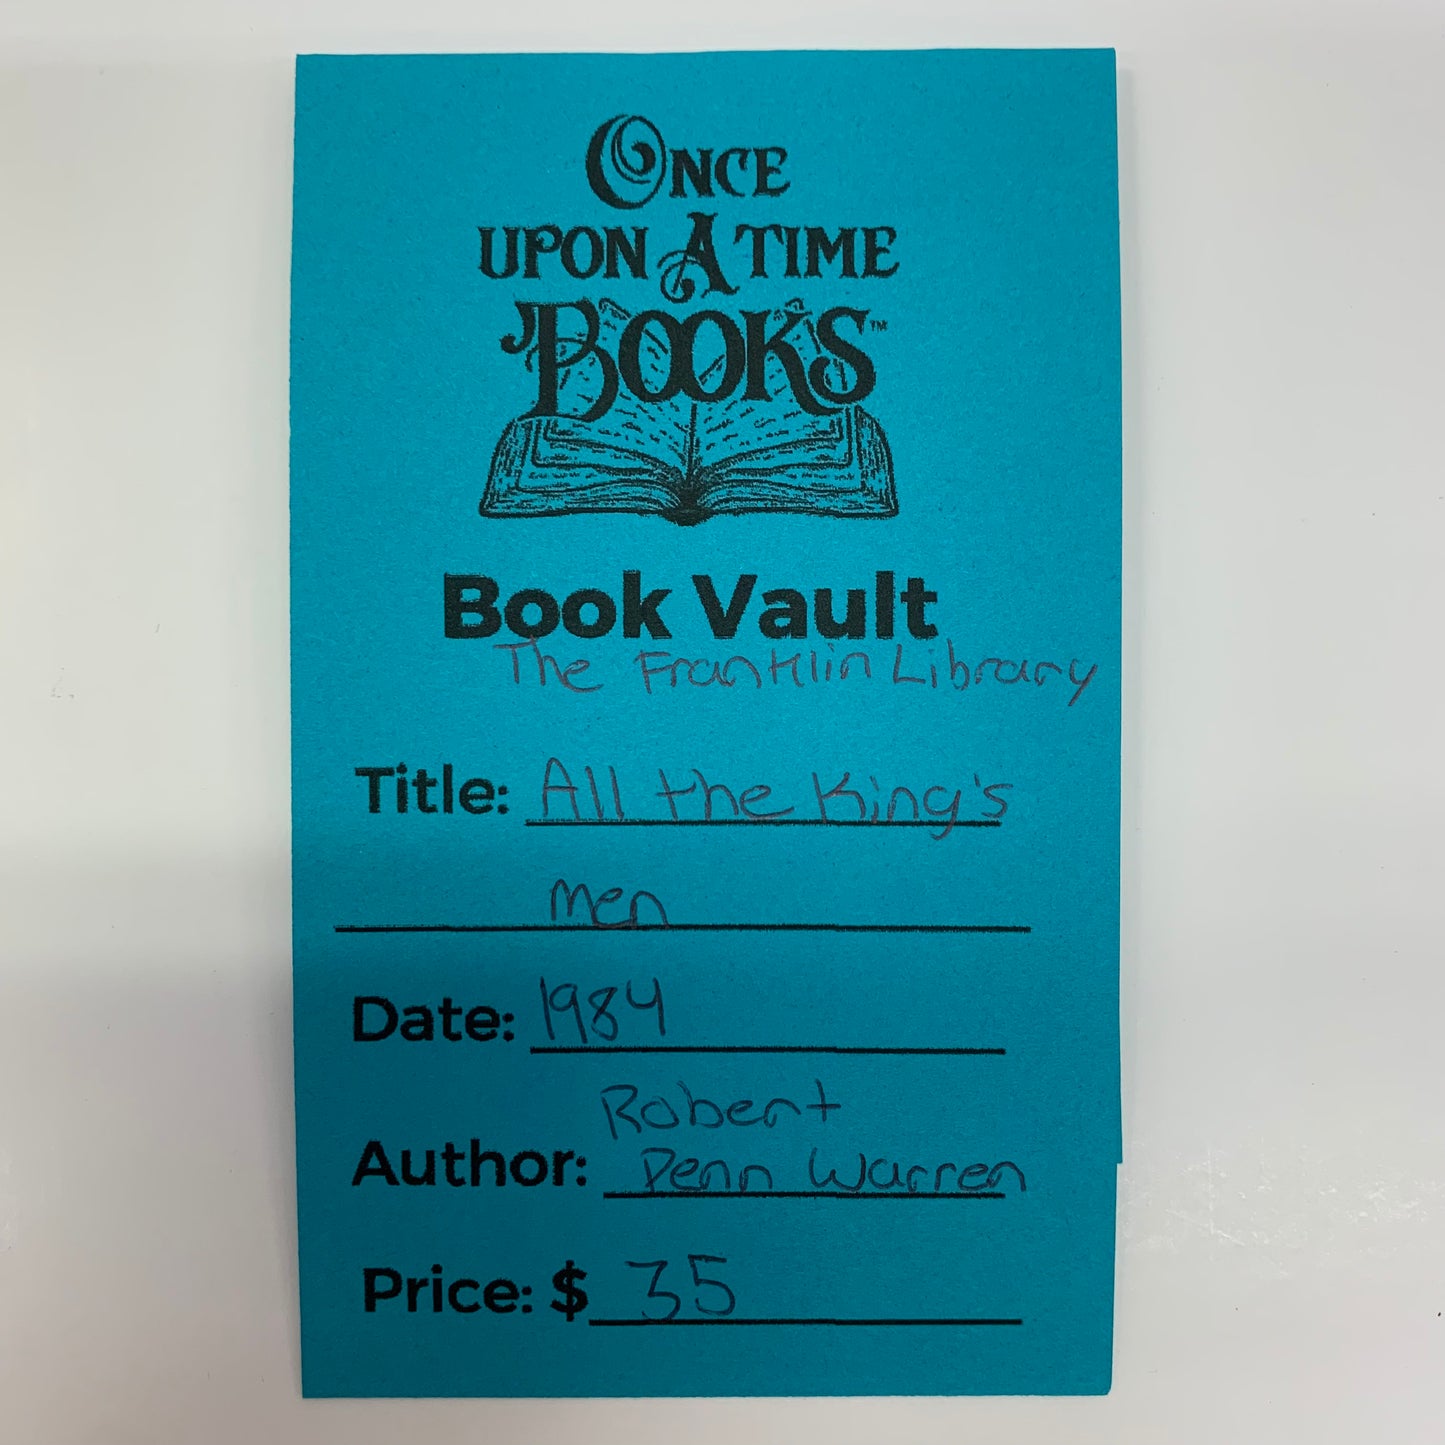 ONCE
UPON A TIME
BOOKS™
Book Vault
The Franklin Library
Title: All the King's
Men
Date: 1984
Robert
Author: Penn Warren
Price: $ 35